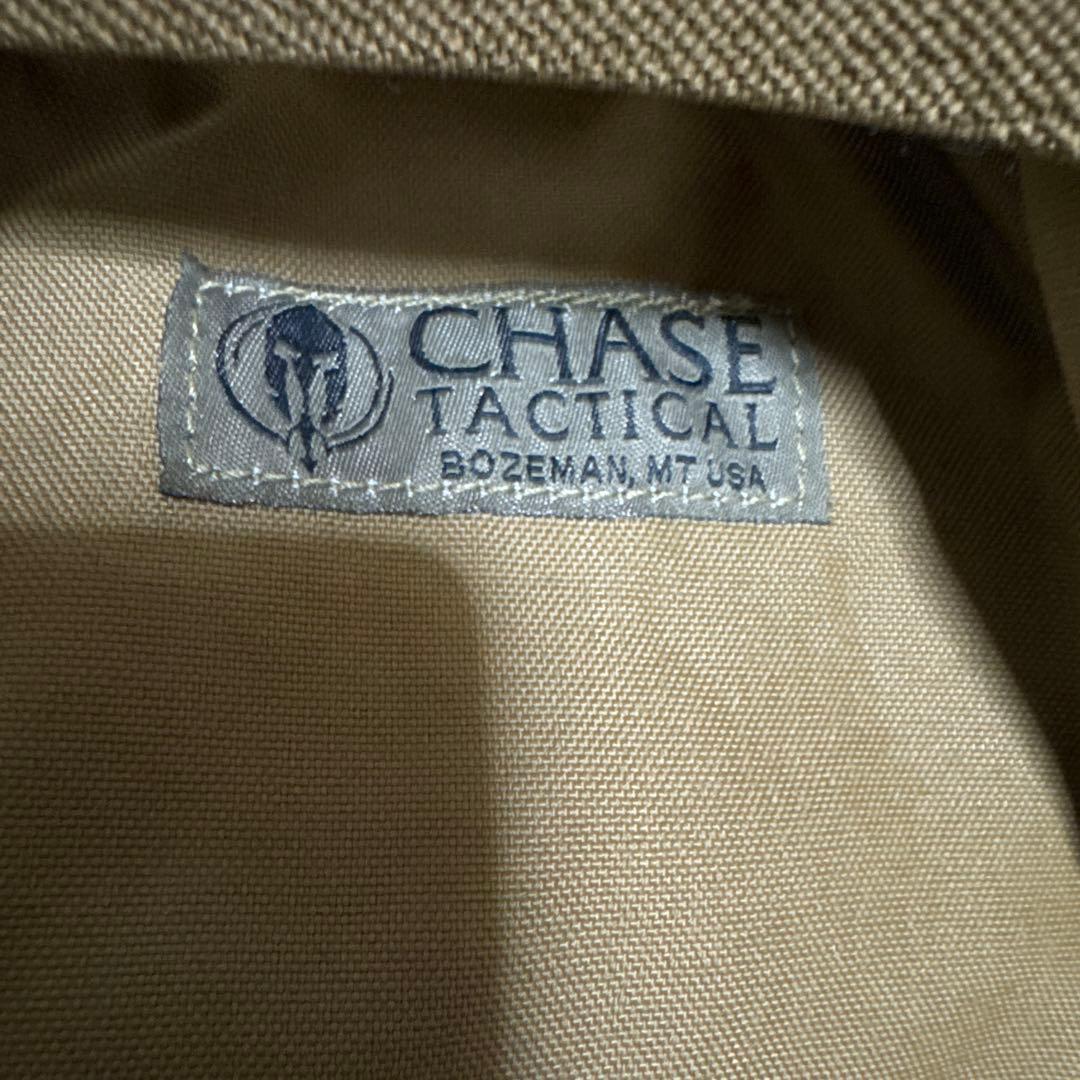 CHASE
TACTICAL
BOZEMAN, MT USA